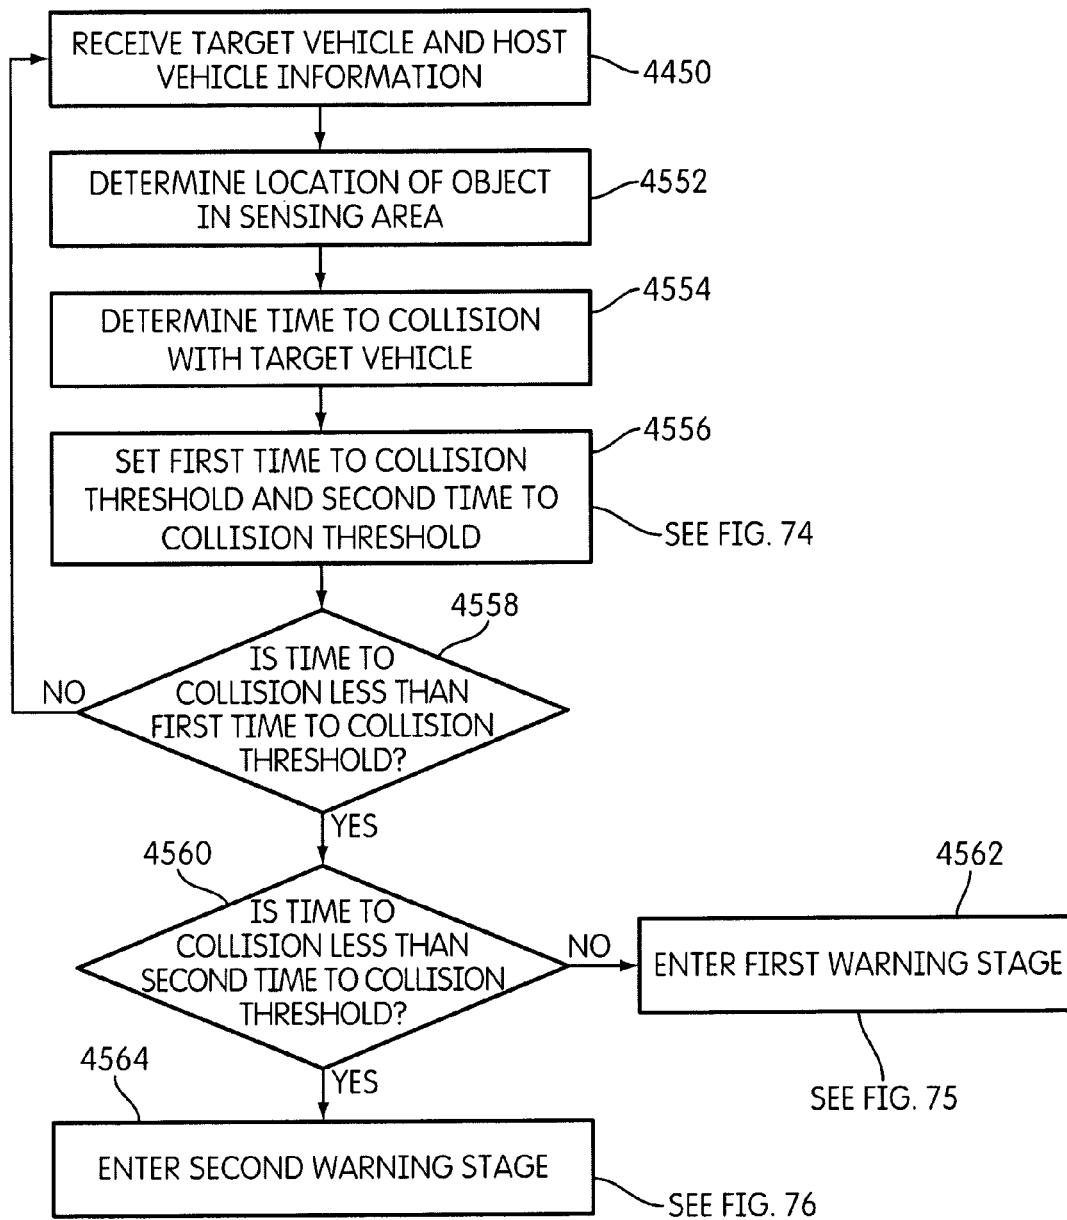 RECEIVE TARGET VEHICLE AND HOST
VEHICLE INFORMATION
4450
DETERMINE LOCATION OF OBJECT
IN SENSING AREA
4552
DETERMINE TIME TO COLLISION
WITH TARGET VEHICLE
4554
SET FIRST TIME TO COLLISION
THRESHOLD AND SECOND TIME TO
COLLISION THRESHOLD
4556
SEE FIG. 74
4558
IS TIME TO
COLLISION LESS THAN
FIRST TIME TO COLLISION
THRESHOLD?
NO
YES
4560
IS TIME TO
COLLISION LESS THAN
SECOND TIME TO COLLISION
THRESHOLD?
NO
4562
ENTER FIRST WARNING STAGE
SEE FIG. 75
YES
4564
ENTER SECOND WARNING STAGE
SEE FIG. 76